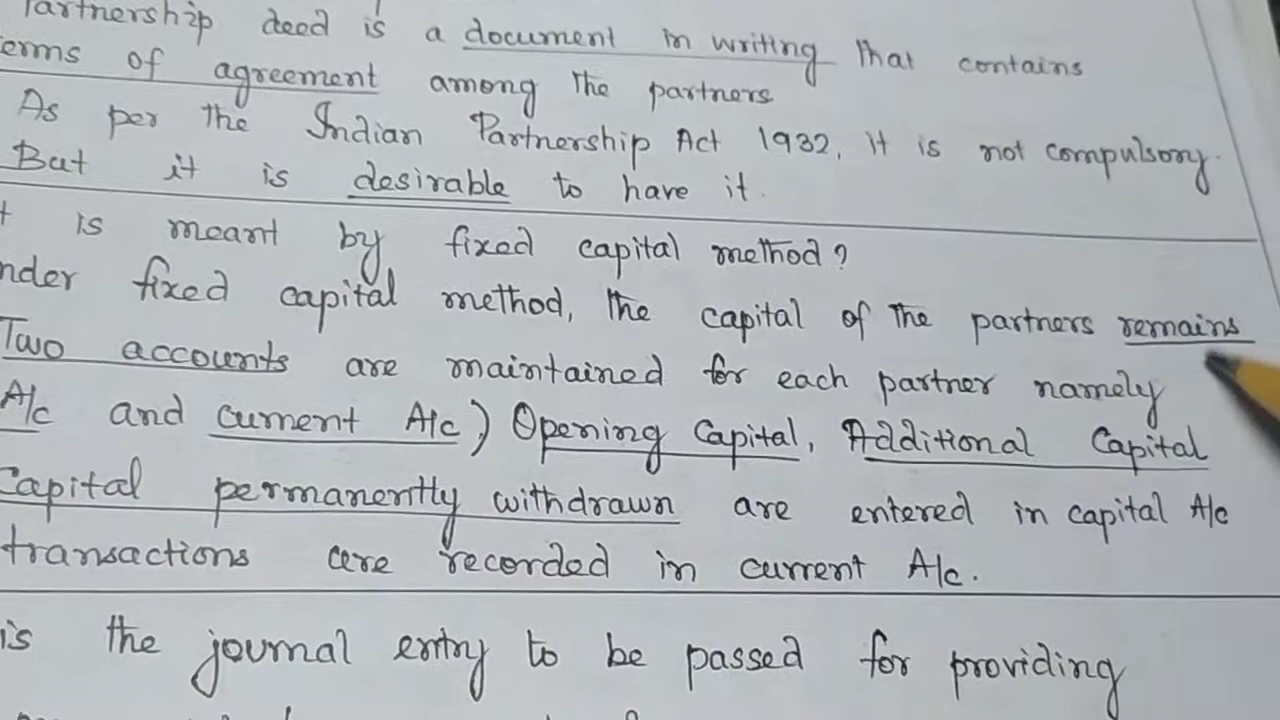 Partnership deed is a document in writing that contains
erms of agreement among the partners
As per the Indian Partnership Act 1932, it is not compulsory.
But it is desirable to have it.
t is meant by fixed capital method?
nder fixed capital method, the capital of the partners remains
Two accounts are maintained for each partner namely
A/c and current A/c) Opening Capital, Additional Capital
Capital permanently withdrawn are entered in capital A/c
transactions are recorded in current A/c.
is the journal entry to be passed for providing